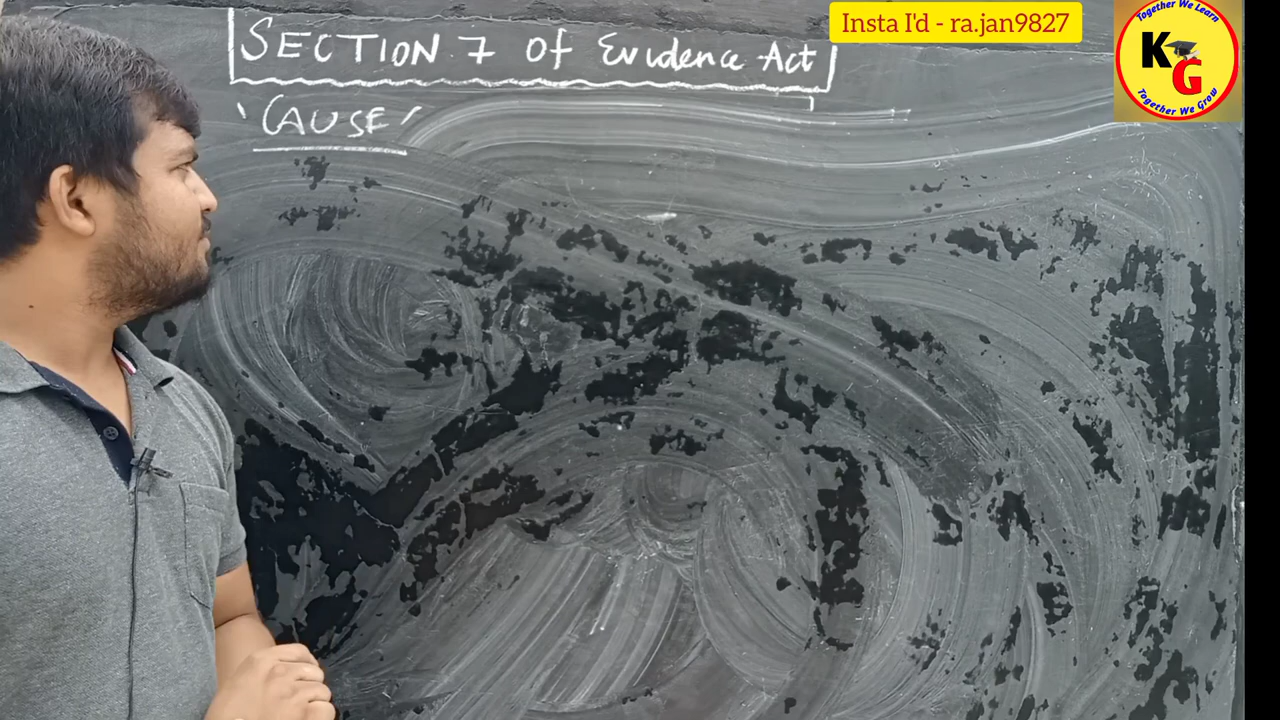 Insta I'd - ra.jan9827
Together We Learn
KG
Together We Grow
SECTION 7 Of Evidence Act
'CAUSE'